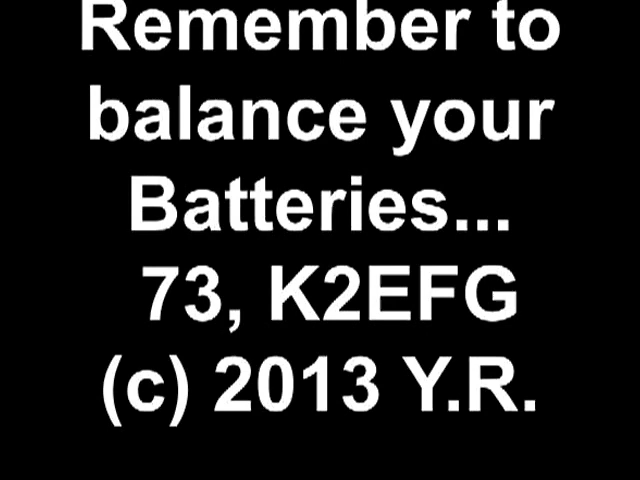 Remember to
balance your
Batteries...
73, K2EFG
(c) 2013 Y.R.